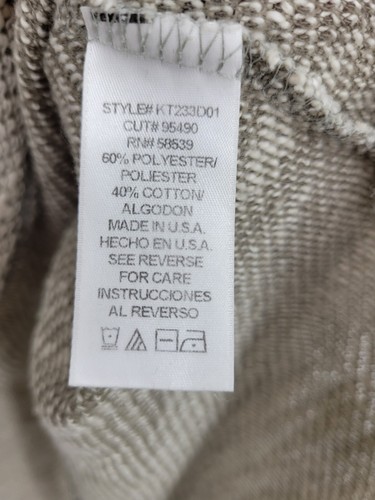 STYLE# KT233D01
CUT# 95490
RN# 58539
60% POLYESTER/
POLIESTER
40% COTTON/
ALGODON
MADE IN U.S.A.
HECHO EN U.S.A.
SEE REVERSE
FOR CARE
INSTRUCCIONES
AL REVERSO